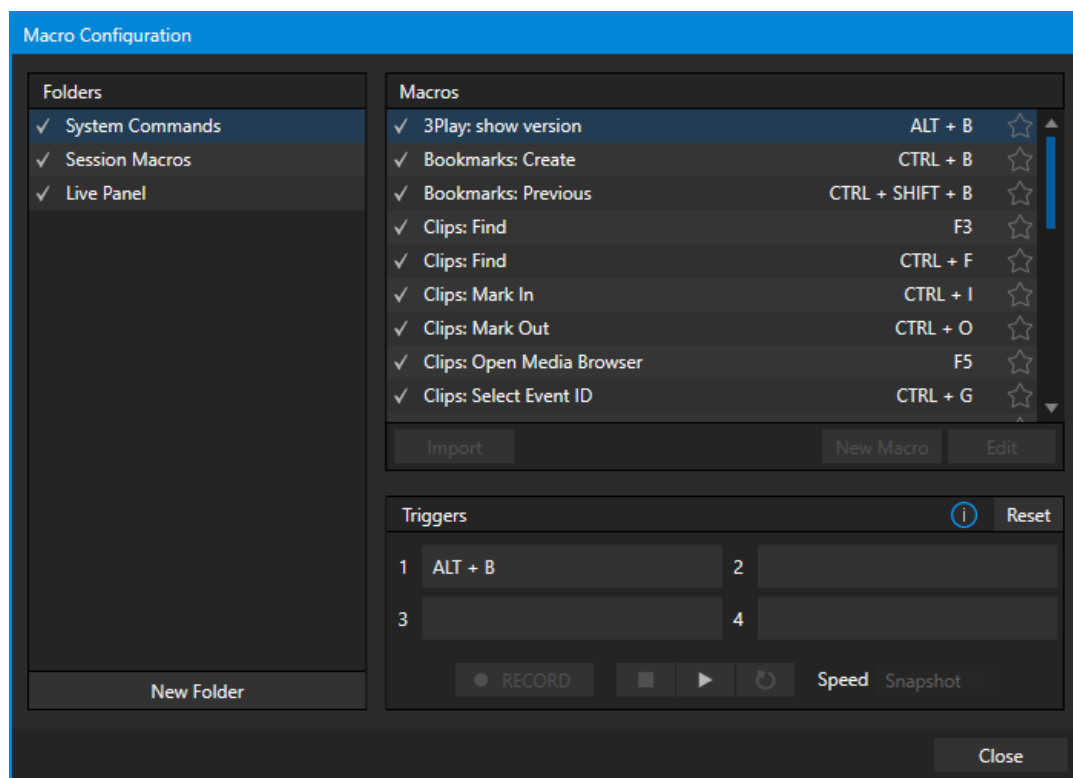 Macro Configuration
Folders
System Commands
Session Macros
Live Panel
New Folder
Macros
3Play: show version ALT + B
Bookmarks: Create CTRL + B
Bookmarks: Previous CTRL + SHIFT + B
Clips: Find F3
Clips: Find CTRL + F
Clips: Mark In CTRL + I
Clips: Mark Out CTRL + O
Clips: Open Media Browser F5
Clips: Select Event ID CTRL + G
Import New Macro Edit
Triggers i Reset
1 ALT + B 2
3 4
RECORD Speed Snapshot
Close